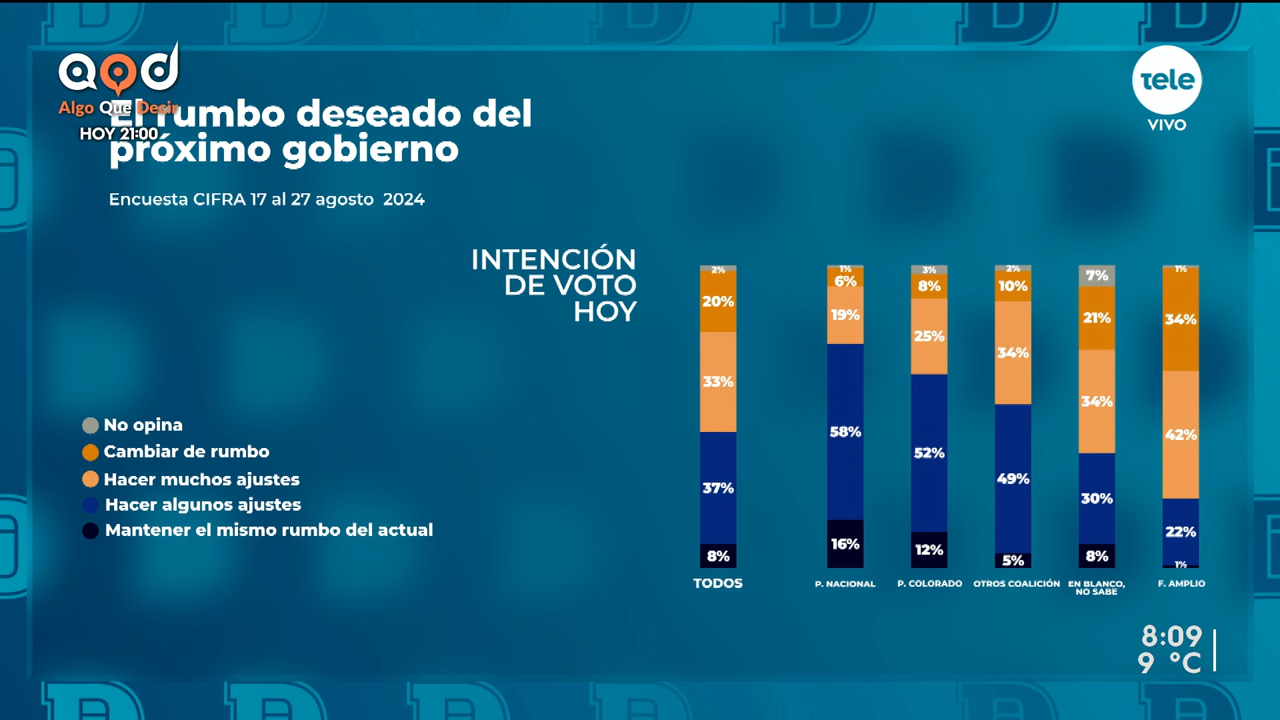 aqd
Algo Que Decir
HOY 21:00
El rumbo deseado del
próximo gobierno
Encuesta CIFRA 17 al 27 agosto 2024
tele
VIVO
INTENCIÓN
DE VOTO
HOY
No opina
Cambiar de rumbo
Hacer muchos ajustes
Hacer algunos ajustes
Mantener el mismo rumbo del actual
2%
20%
33%
37%
8%
TODOS
1%
6%
19%
58%
16%
P. NACIONAL
3%
8%
25%
52%
12%
P. COLORADO
2%
10%
34%
49%
5%
OTROS COALICIÓN
7%
21%
34%
30%
8%
EN BLANCO,
NO SABE
1%
34%
42%
22%
1%
F. AMPLIO
8:09
9 °C